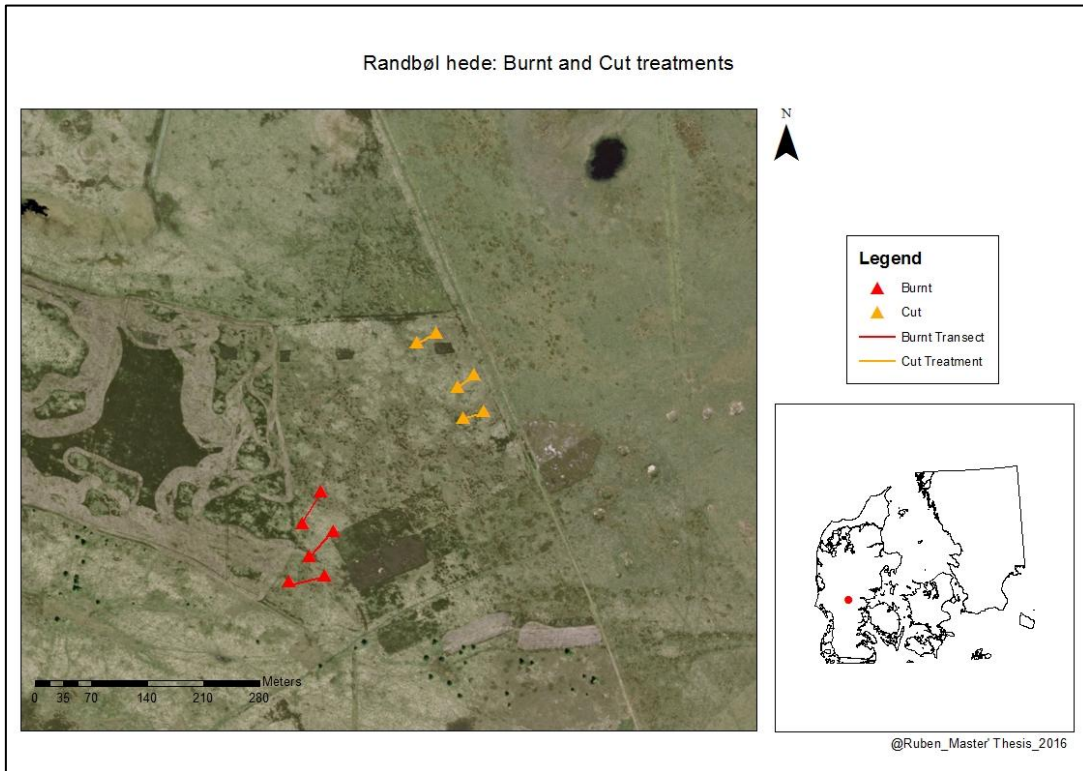 Randbøl hede: Burnt and Cut treatments
N
Legend
Burnt
Cut
Burnt Transect
Cut Treatment
Meters
0 35 70 140 210 280
@Ruben_Master' Thesis_2016